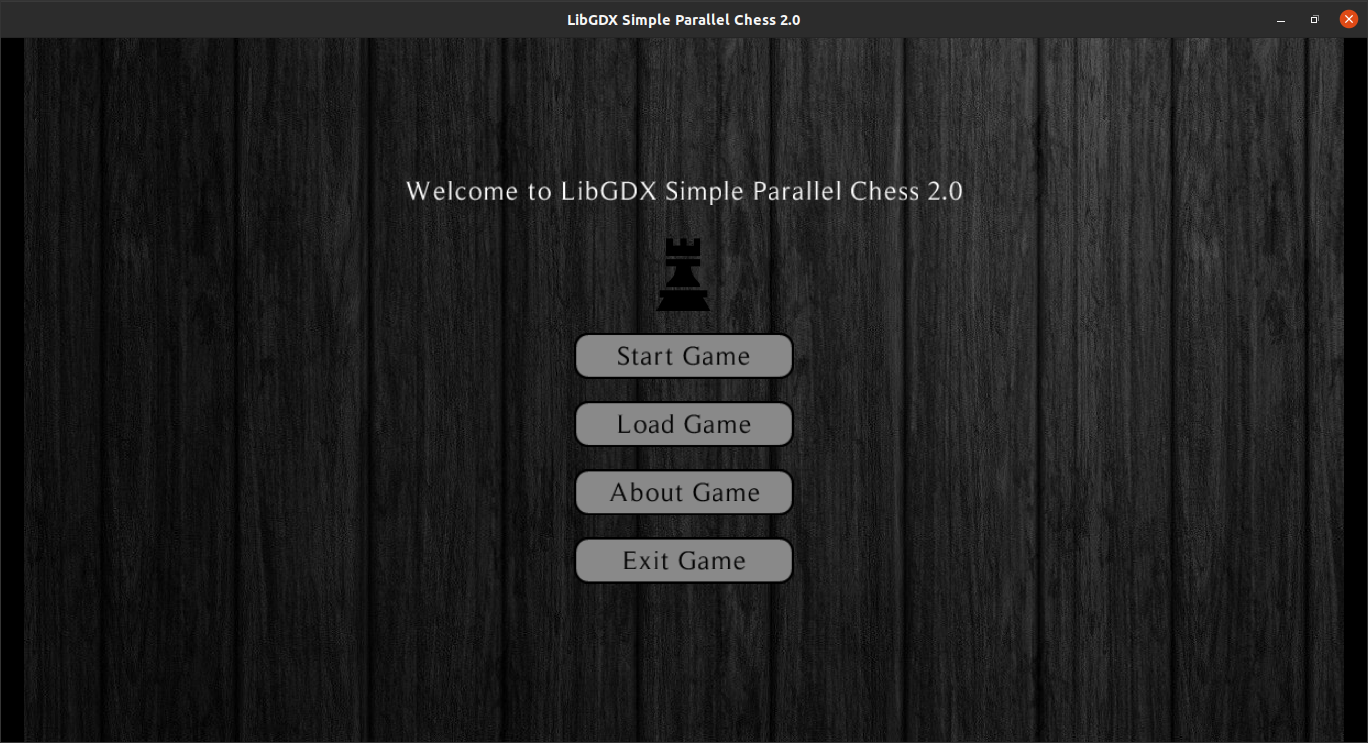 LibGDX Simple Parallel Chess 2.0
Welcome to LibGDX Simple Parallel Chess 2.0
Start Game
Load Game
About Game
Exit Game